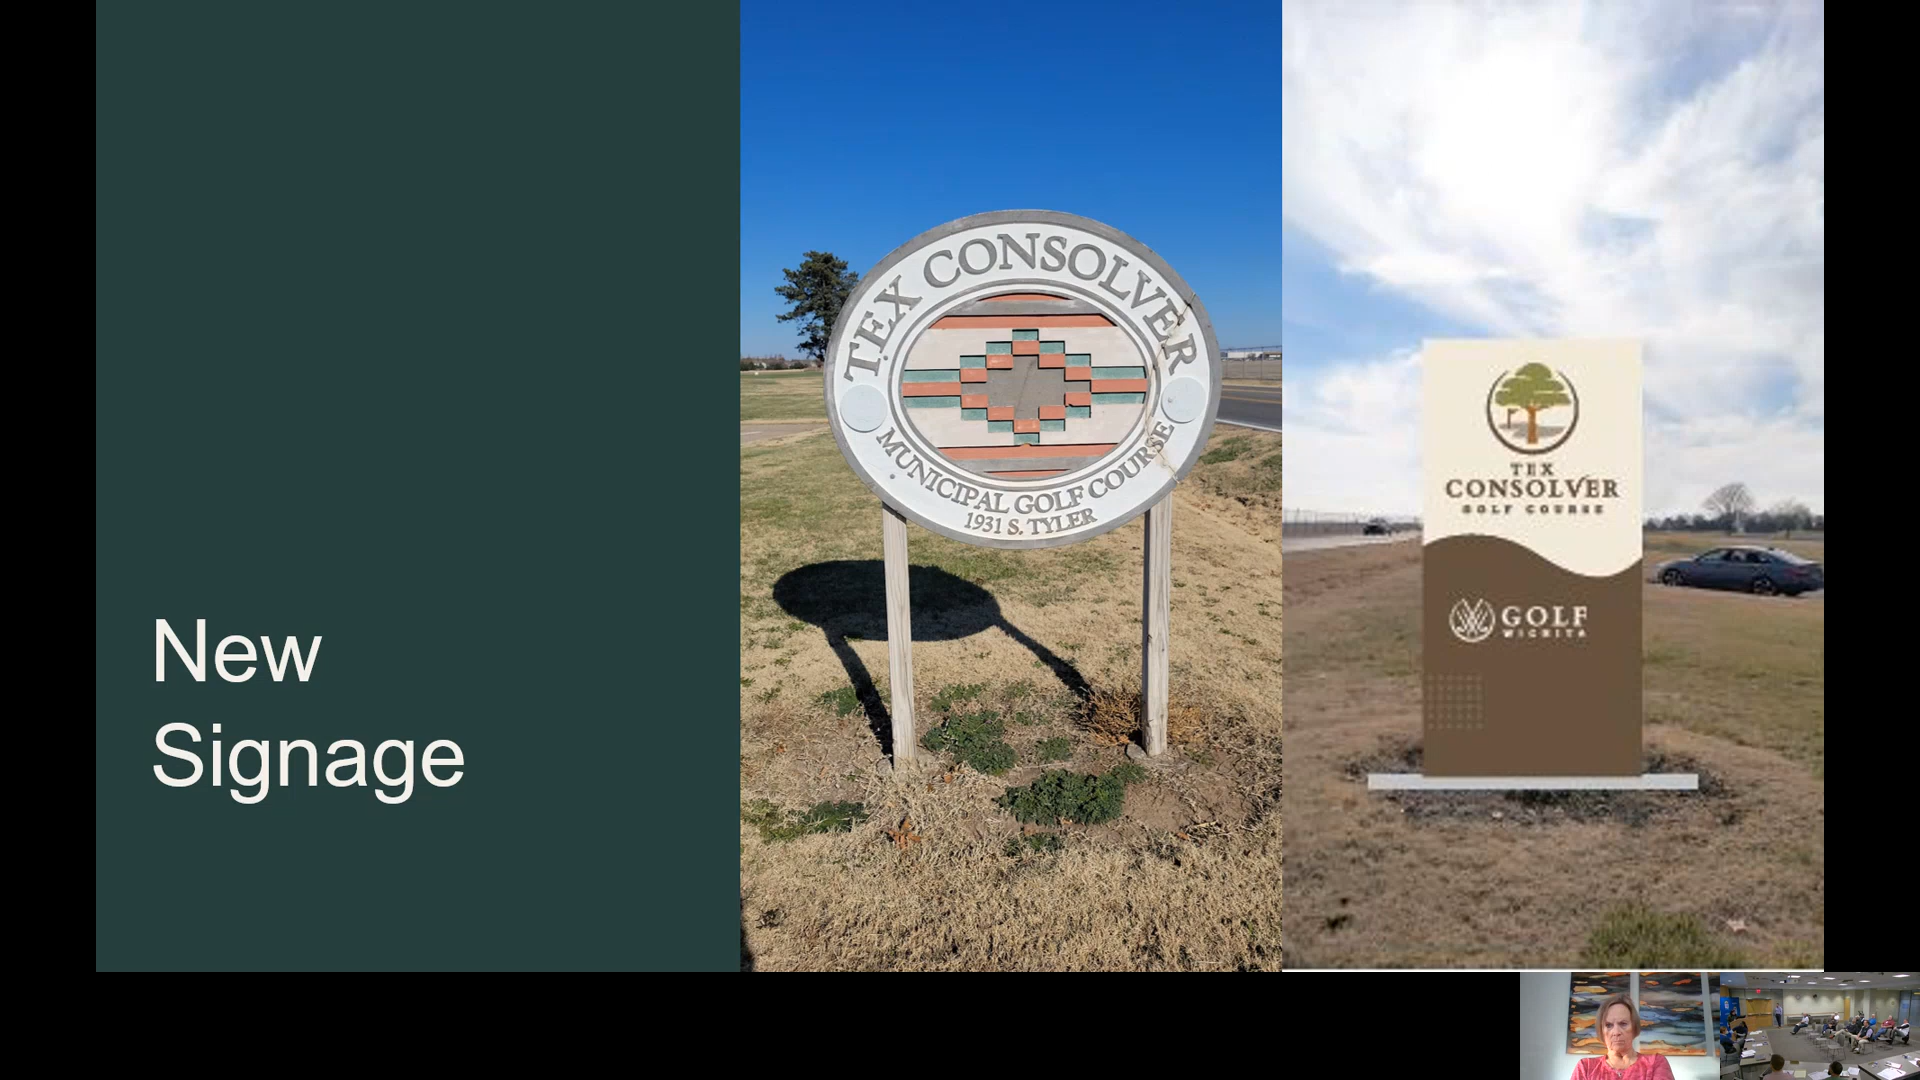 New
Signage
TEX CONSOLVER
MUNICIPAL GOLF COURSE
1931 S. TYLER
TEX
CONSOLVER
GOLF COURSE
GOLF
WICHITA